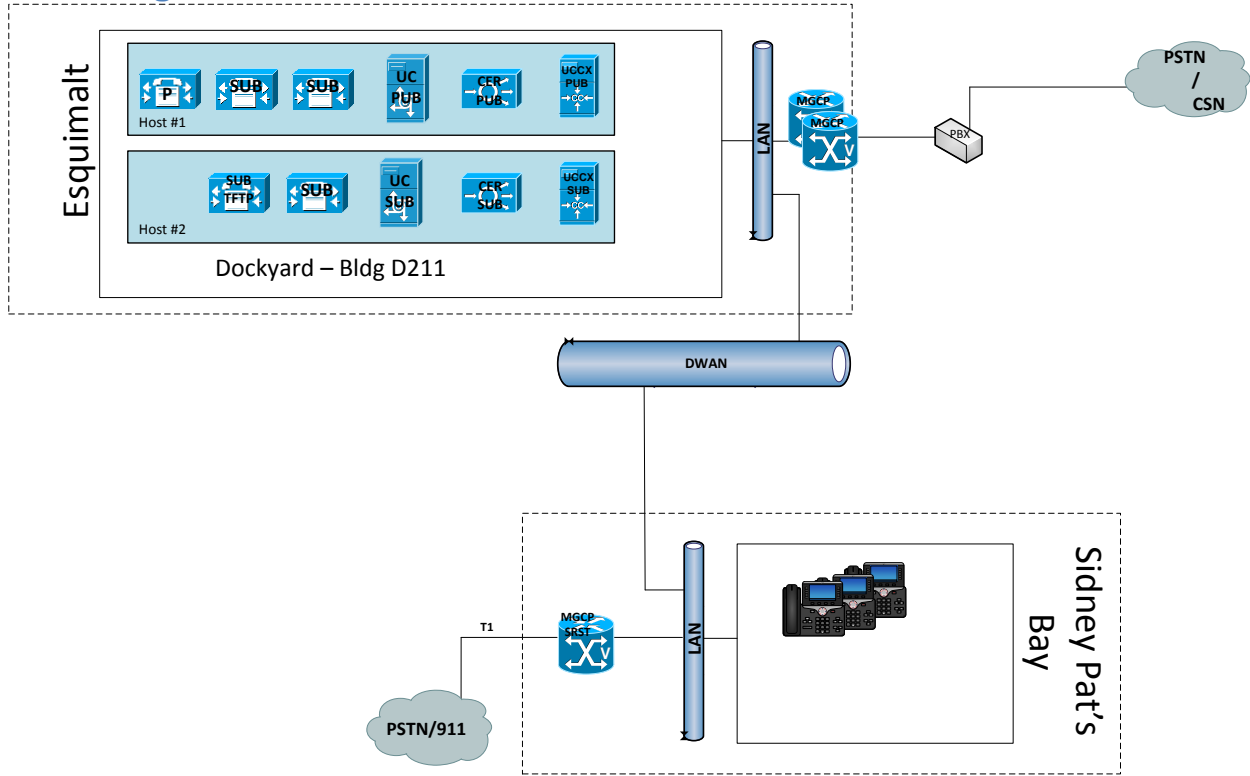 Esquimalt
P
SUB
SUB
UC
PUB
CER
PUB
UCCX
PUB
CC
Host #1
SUB
TFTP
SUB
UC
SUB
CER
SUB
UCCX
SUB
CC
Host #2
Dockyard – Bldg D211
LAN
MGCP
MGCP
V
PBX
PSTN
/
CSN
DWAN
T1
MGCP
SRST
V
LAN
PSTN/911
Sidney Pat's
Bay